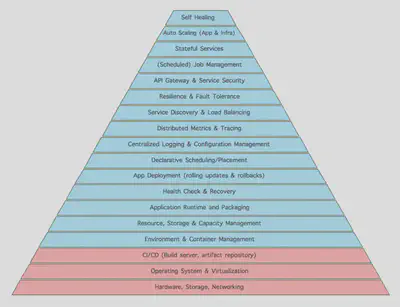 Self Healing
Auto Scaling (App & Infra)
Stateful Services
(Scheduled) Job Management
API Gateway & Service Security
Resilience & Fault Tolerance
Service Discovery & Load Balancing
Distributed Metrics & Tracing
Centralized Logging & Configuration Management
Declarative Scheduling/Placement
App Deployment (rolling updates & rollbacks)
Health Check & Recovery
Application Runtime and Packaging
Resource, Storage & Capacity Management
Environment & Container Management
CI/CD (Build server, artifact repository)
Operating System & Virtualization
Hardware, Storage, Networking